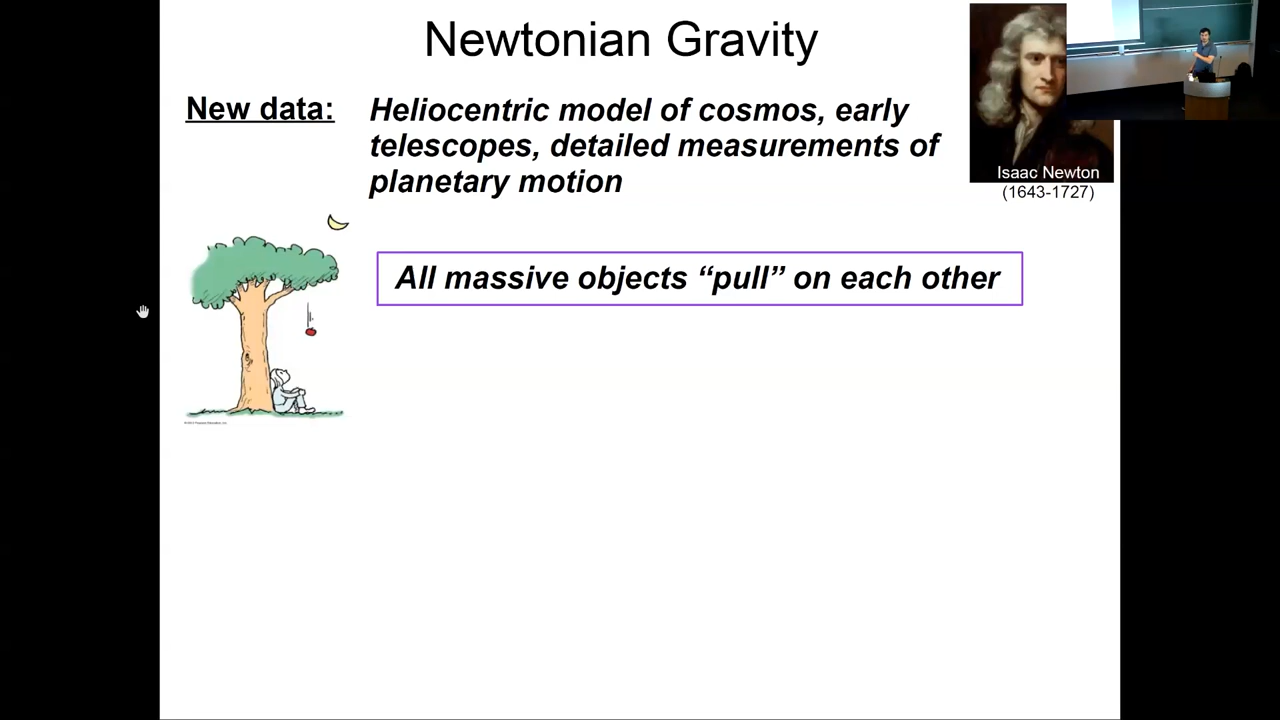 Newtonian Gravity
New data:
Heliocentric model of cosmos, early
telescopes, detailed measurements of
planetary motion
Isaac Newton
(1643-1727)
All massive objects “pull” on each other